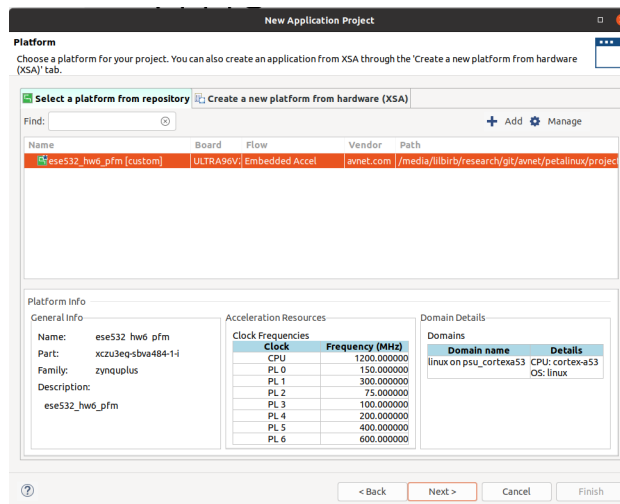 New Application Project
Platform
Choose a platform for your project. You can also create an application from XSA through the 'Create a new platform from hardware
(XSA)' tab.
Select a platform from repository Create a new platform from hardware (XSA)
Find: Add Manage
Name Board Flow Vendor Path
ese532_hw6_pfm [custom] ULTRA96V2 Embedded Accel avnet.com /media/lilbirb/research/git/avnet/petalinux/project
Platform Info
General Info Acceleration Resources Domain Details
Name: ese532_hw6_pfm Clock Frequencies Domains
Part: xczu3eg-sbva484-1-i
Family: zynquplus
Description:
ese532_hw6_pfm
Clock Frequency (MHz)
CPU 1200.000000
PL 0 150.000000
PL 1 300.000000
PL 2 75.000000
PL 3 100.000000
PL 4 200.000000
PL 5 400.000000
PL 6 600.000000
Domain name Details
linux on psu_cortexa53 CPU: cortex-a53
OS: linux
< Back Next > Cancel Finish